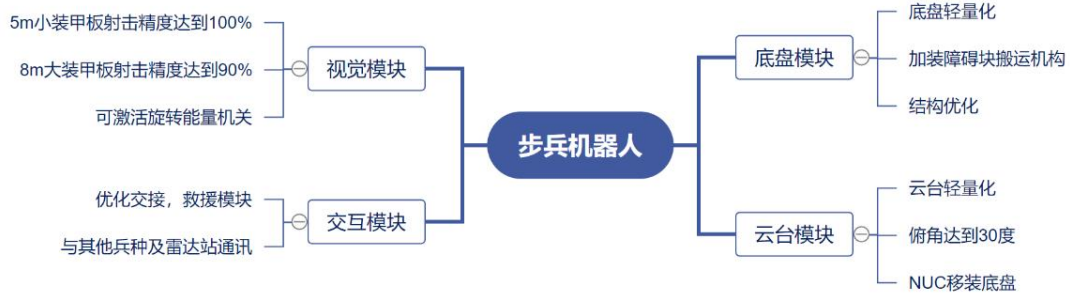 步兵机器人
视觉模块
5m小装甲板射击精度达到100%
8m大装甲板射击精度达到90%
可激活旋转能量机关
交互模块
优化交接，救援模块
与其他兵种及雷达站通讯
底盘模块
底盘轻量化
加装障碍块搬运机构
结构优化
云台模块
云台轻量化
俯角达到30度
NUC移装底盘